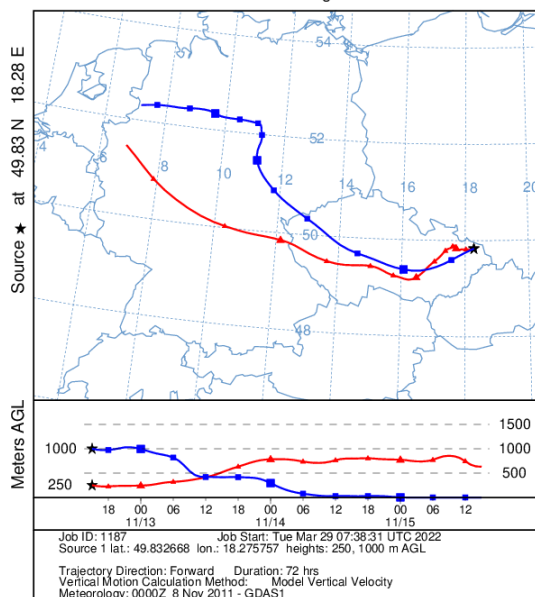 54
Source ★ at 49.83 N 18.28 E
52
4 6 8 10 12 14 16 18 20
50
48
Meters AGL
1500
1000 1000
500
250
18 00 06 12 18 00 06 12 18 00 06 12
11/13 11/14 11/15
Job ID: 1187 Job Start: Tue Mar 29 07:38:31 UTC 2022
Source 1 lat.: 49.832668 lon.: 18.275757 heights: 250, 1000 m AGL
Trajectory Direction: Forward Duration: 72 hrs
Vertical Motion Calculation Method: Model Vertical Velocity
Meteorology: 0000Z 8 Nov 2011 - GDAS1